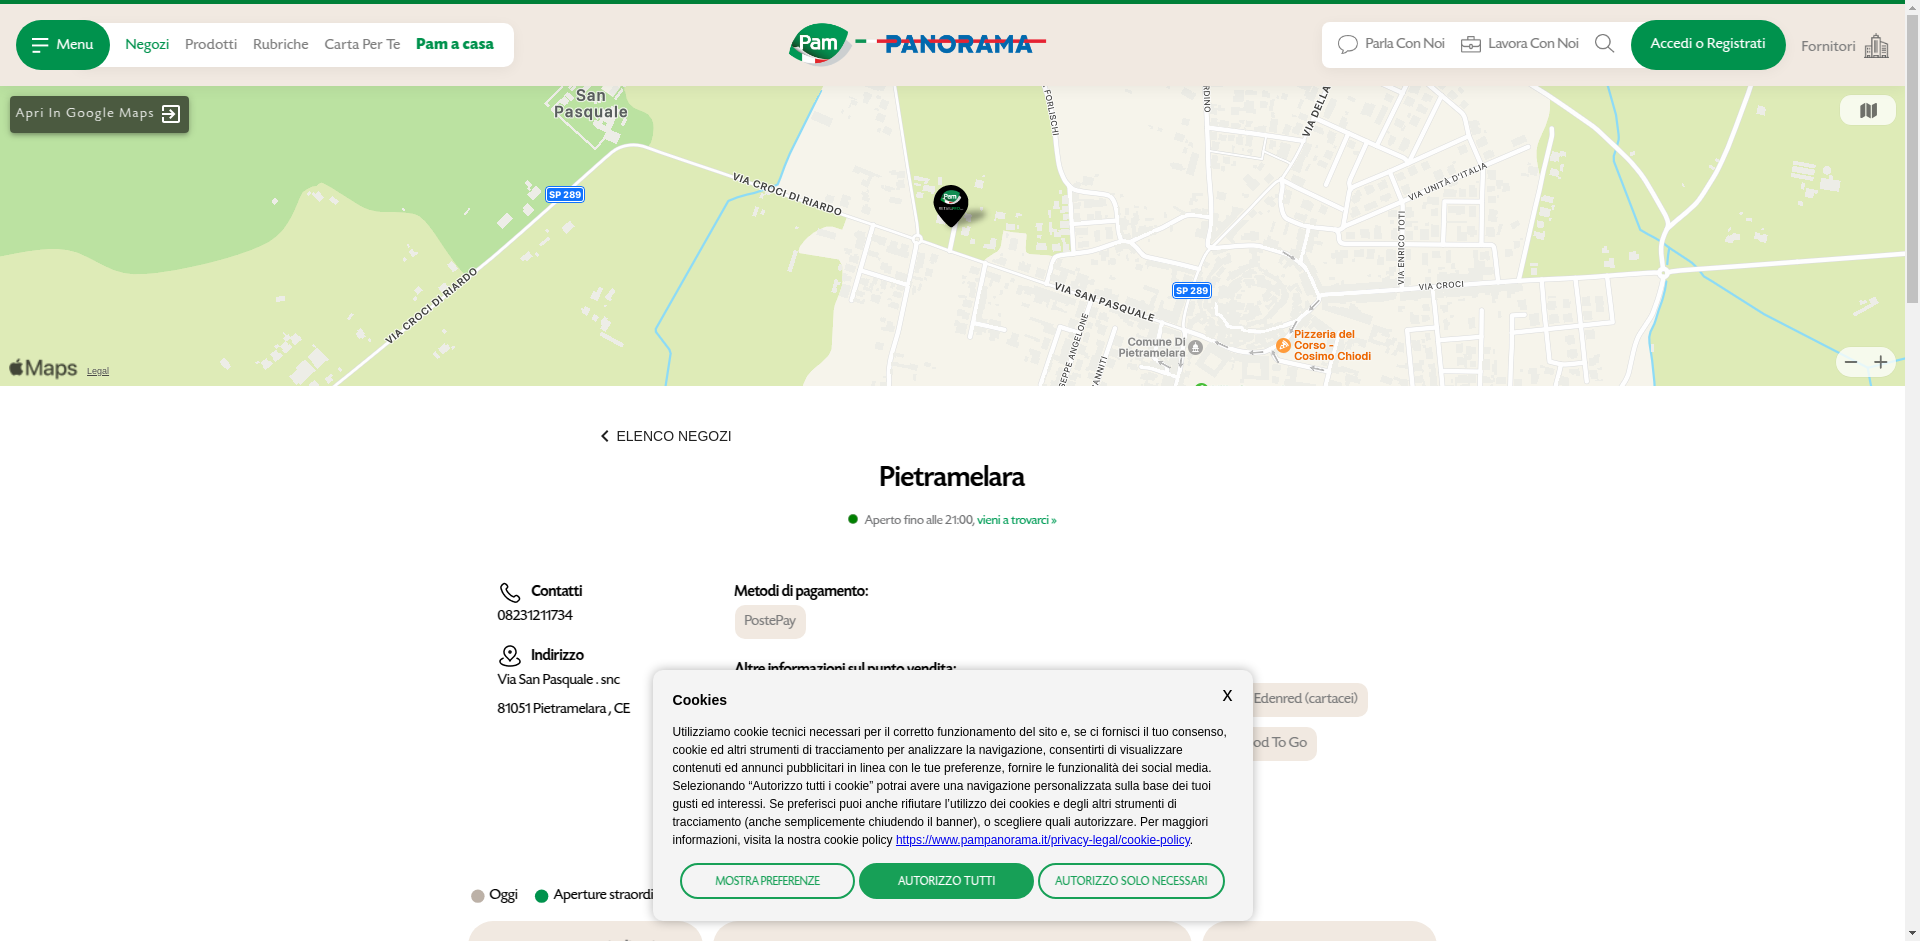 Menu
Negozi
Prodotti
Rubriche
Carta Per Te
Pam a casa
Pam - PANORAMA
Parla Con Noi
Lavora Con Noi
Accedi o Registrati
Fornitori
Apri In Google Maps
San
Pasquale
FORLISCHI
RDINO
VIA DELLA
SP 289
VIA CROCI DI RIARDO
Pam
VIA UNITÀ D'ITALIA
VIA ENRICO TOTI
VIA CROCI DI RIARDO
VIA SAN PASQUALE
SP 289
VIA CROCI
Comune Di
Pietramelara
Pizzeria del
Corso -
Cosimo Chiodi
SEPPE ANGELONE
ANNITI
Maps
Legal
ELENCO NEGOZI
Pietramelara
Aperto fino alle 21:00, vieni a trovarci »
Contatti
08231211734
Indirizzo
Via San Pasquale . snc
81051 Pietramelara , CE
Metodi di pagamento:
PostePay
Altre informazioni sul punto vendita:
Edenred (cartacei)
od To Go
Cookies
X
Utilizziamo cookie tecnici necessari per il corretto funzionamento del sito e, se ci fornisci il tuo consenso,
cookie ed altri strumenti di tracciamento per analizzare la navigazione, consentirti di visualizzare
contenuti ed annunci pubblicitari in linea con le tue preferenze, fornire le funzionalità dei social media.
Selezionando “Autorizzo tutti i cookie” potrai avere una navigazione personalizzata sulla base dei tuoi
gusti ed interessi. Se preferisci puoi anche rifiutare l’utilizzo dei cookies e degli altri strumenti di
tracciamento (anche semplicemente chiudendo il banner), o scegliere quali autorizzare. Per maggiori
informazioni, visita la nostra cookie policy https://www.pampanorama.it/privacy-legal/cookie-policy.
MOSTRA PREFERENZE
AUTORIZZO TUTTI
AUTORIZZO SOLO NECESSARI
Oggi
Aperture straordi